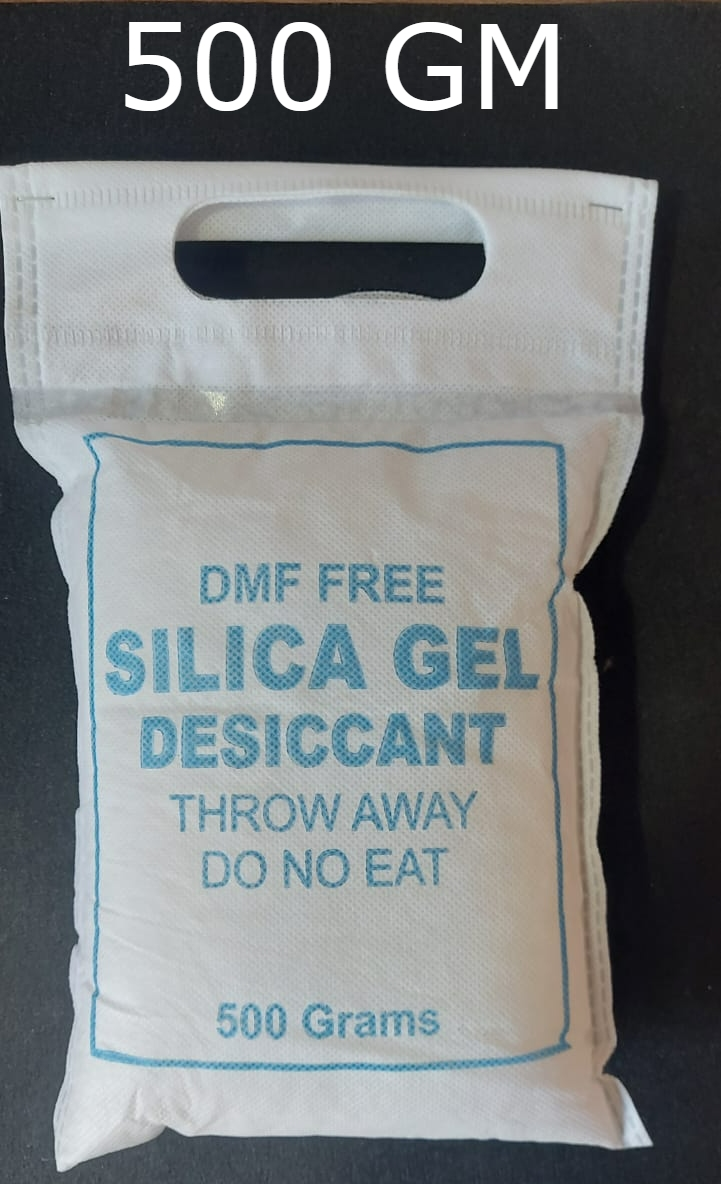 500 GM
DMF FREE
SILICA GEL
DESICCANT
THROW AWAY
DO NO EAT
500 Grams